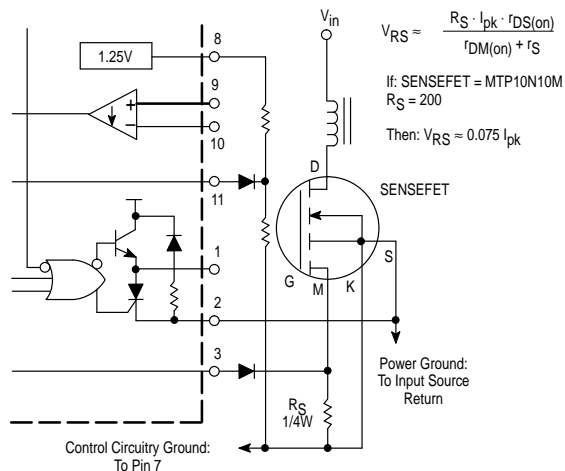 V_in
V_RS ≈ R_S · I_pk · r_DS(on)
r_DM(on) + r_S
If: SENSEFET = MTP10N10M
R_S = 200
Then: V_RS ≈ 0.075 I_pk
1.25V
8
9
+
−
10
11
D
SENSEFET
S
G
M
K
1
2
3
Power Ground:
To Input Source
Return
R_S
1/4W
Control Circuitry Ground:
To Pin 7